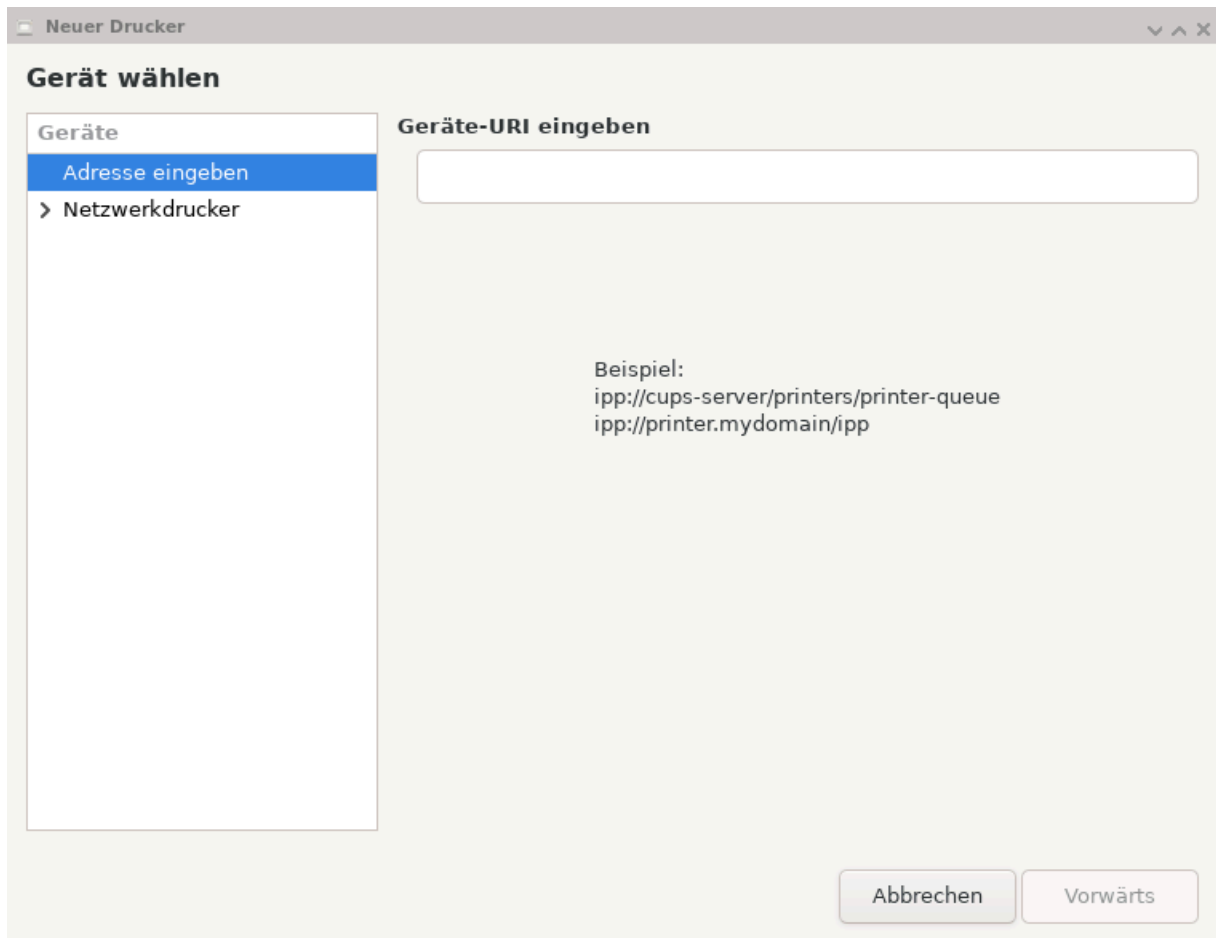 Neuer Drucker
Gerät wählen
Geräte
Adresse eingeben
Netzwerkdrucker
Geräte-URI eingeben
Beispiel:
ipp://cups-server/printers/printer-queue
ipp://printer.mydomain/ipp
Abbrechen
Vorwärts